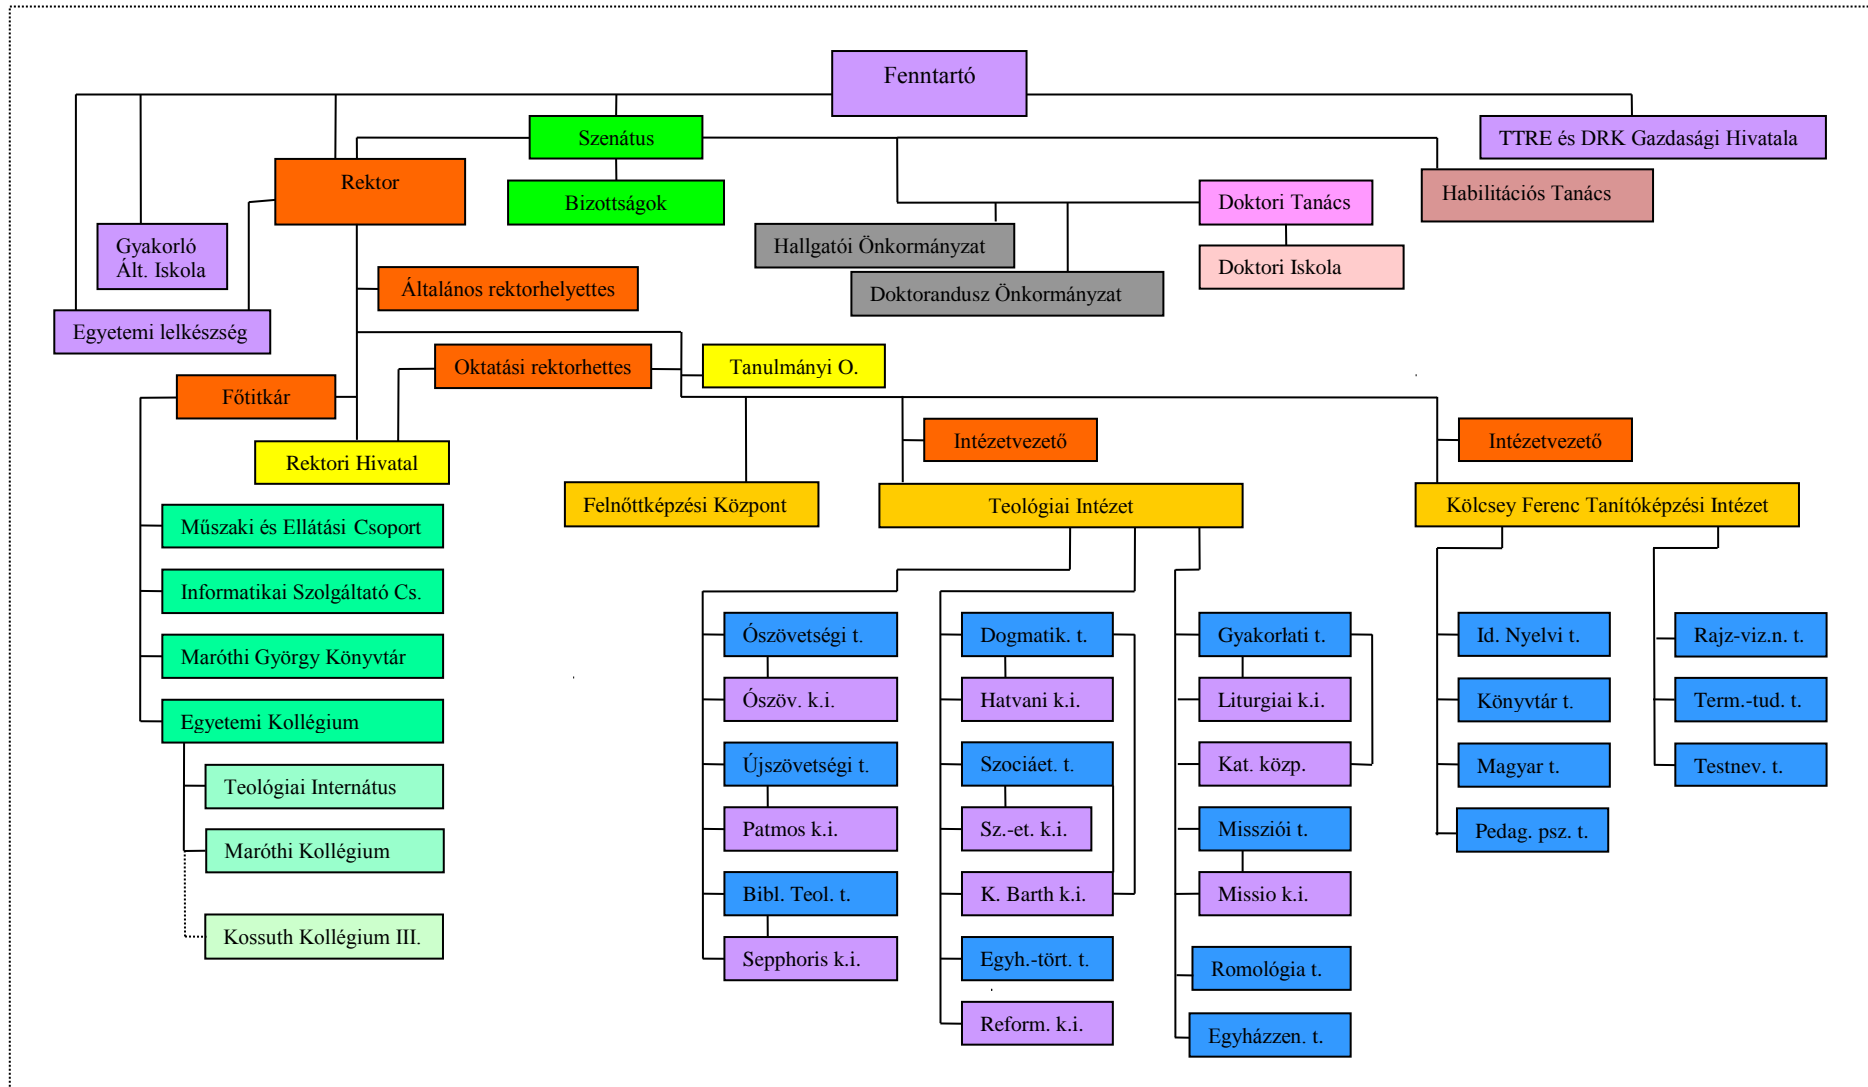 Fenntartó
Szenátus
TTRE és DRK Gazdasági Hivatala
Rektor
Bizottságok
Doktori Tanács
Habilitációs Tanács
Gyakorló
Ált. Iskola
Hallgatói Önkormányzat
Doktori Iskola
Általános rektorhelyettes
Doktorandusz Önkormányzat
Egyetemi lelkészség
Oktatási rektorhettes
Tanulmányi O.
Főtitkár
Rektori Hivatal
Intézetvezető
Intézetvezető
Felnőttképzési Központ
Teológiai Intézet
Kölcsey Ferenc Tanítóképzési Intézet
Műszaki és Ellátási Csoport
Informatikai Szolgáltató Cs.
Maróthi György Könyvtár
Egyetemi Kollégium
Teológiai Internátus
Maróthi Kollégium
Kossuth Kollégium III.
Ószövetségi t.
Ószöv. k.i.
Újszövetségi t.
Patmos k.i.
Bibl. Teol. t.
Sepphoris k.i.
Dogmatik. t.
Hatvani k.i.
Szociáet. t.
Sz.-et. k.i.
K. Barth k.i.
Egyh.-tört. t.
Reform. k.i.
Gyakorlati t.
Liturgiai k.i.
Kat. közp.
Missziói t.
Missio k.i.
Romológia t.
Egyházzen. t.
Id. Nyelvi t.
Könyvtár t.
Magyar t.
Pedag. psz. t.
Rajz-viz.n. t.
Term.-tud. t.
Testnev. t.